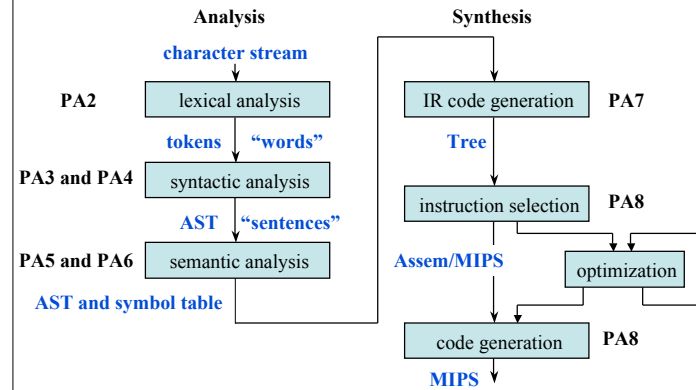 Analysis
character stream
PA2
lexical analysis
tokens “words”
PA3 and PA4
syntactic analysis
AST “sentences”
PA5 and PA6
semantic analysis
AST and symbol table
Synthesis
IR code generation
PA7
Tree
instruction selection
PA8
Assem/MIPS
optimization
code generation
PA8
MIPS